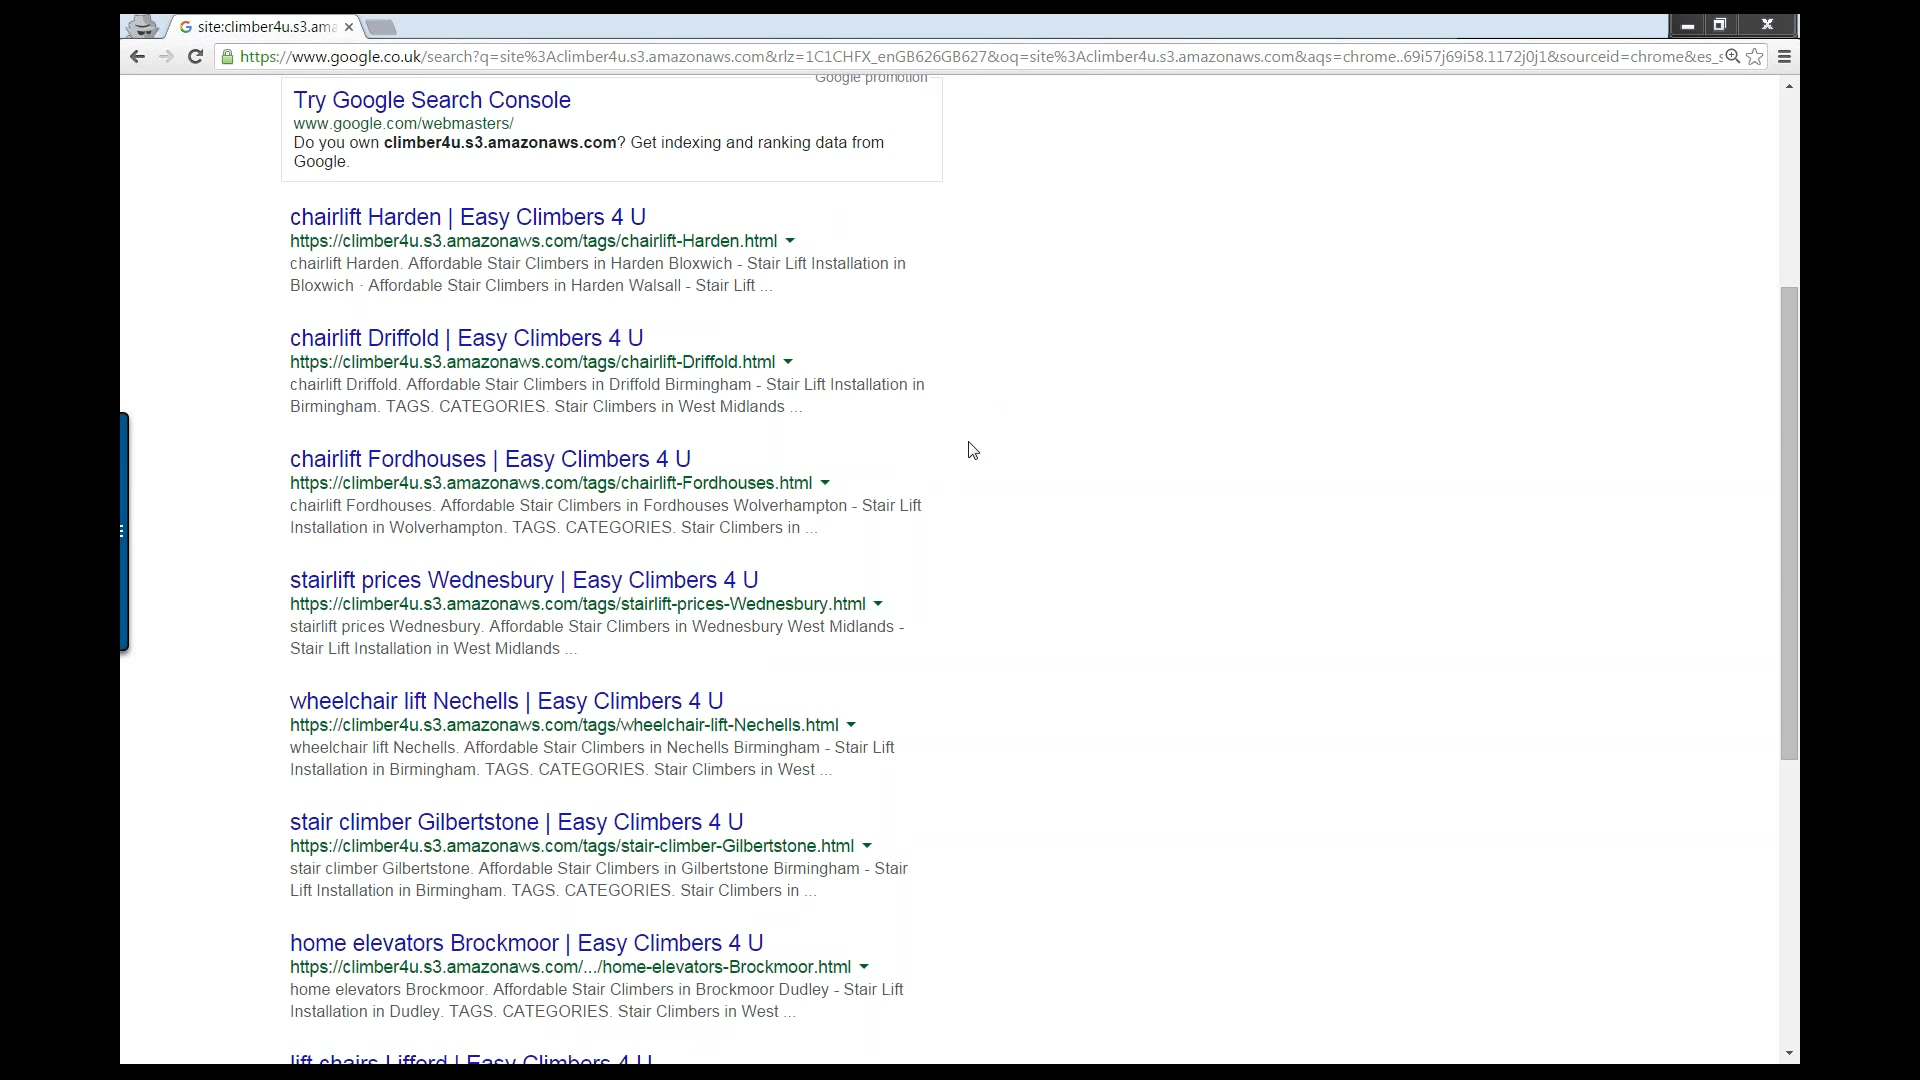 site:climber4u.s3.ama
https://www.google.co.uk/search?q=site%3Aclimber4u.s3.amazonaws.com&rlz=1C1CHFX_enGB626GB627&oq=site%3Aclimber4u.s3.amazonaws.com&aqs=chrome..69i57j69i58.1172j0j1&sourceid=chrome&es_s
Google promotion
Try Google Search Console
www.google.com/webmasters/
Do you own climber4u.s3.amazonaws.com? Get indexing and ranking data from
Google.
chairlift Harden | Easy Climbers 4 U
https://climber4u.s3.amazonaws.com/tags/chairlift-Harden.html
chairlift Harden. Affordable Stair Climbers in Harden Bloxwich - Stair Lift Installation in
Bloxwich · Affordable Stair Climbers in Harden Walsall - Stair Lift ...
chairlift Driffold | Easy Climbers 4 U
https://climber4u.s3.amazonaws.com/tags/chairlift-Driffold.html
chairlift Driffold. Affordable Stair Climbers in Driffold Birmingham - Stair Lift Installation in
Birmingham. TAGS. CATEGORIES. Stair Climbers in West Midlands ...
chairlift Fordhouses | Easy Climbers 4 U
https://climber4u.s3.amazonaws.com/tags/chairlift-Fordhouses.html
chairlift Fordhouses. Affordable Stair Climbers in Fordhouses Wolverhampton - Stair Lift
Installation in Wolverhampton. TAGS. CATEGORIES. Stair Climbers in ...
stairlift prices Wednesbury | Easy Climbers 4 U
https://climber4u.s3.amazonaws.com/tags/stairlift-prices-Wednesbury.html
stairlift prices Wednesbury. Affordable Stair Climbers in Wednesbury West Midlands -
Stair Lift Installation in West Midlands ...
wheelchair lift Nechells | Easy Climbers 4 U
https://climber4u.s3.amazonaws.com/tags/wheelchair-lift-Nechells.html
wheelchair lift Nechells. Affordable Stair Climbers in Nechells Birmingham - Stair Lift
Installation in Birmingham. TAGS. CATEGORIES. Stair Climbers in West ...
stair climber Gilbertstone | Easy Climbers 4 U
https://climber4u.s3.amazonaws.com/tags/stair-climber-Gilbertstone.html
stair climber Gilbertstone. Affordable Stair Climbers in Gilbertstone Birmingham - Stair
Lift Installation in Birmingham. TAGS. CATEGORIES. Stair Climbers in ...
home elevators Brockmoor | Easy Climbers 4 U
https://climber4u.s3.amazonaws.com/.../home-elevators-Brockmoor.html
home elevators Brockmoor. Affordable Stair Climbers in Brockmoor Dudley - Stair Lift
Installation in Dudley. TAGS. CATEGORIES. Stair Climbers in West ...
lift chairs Lifford | Easy Climbers 4 U